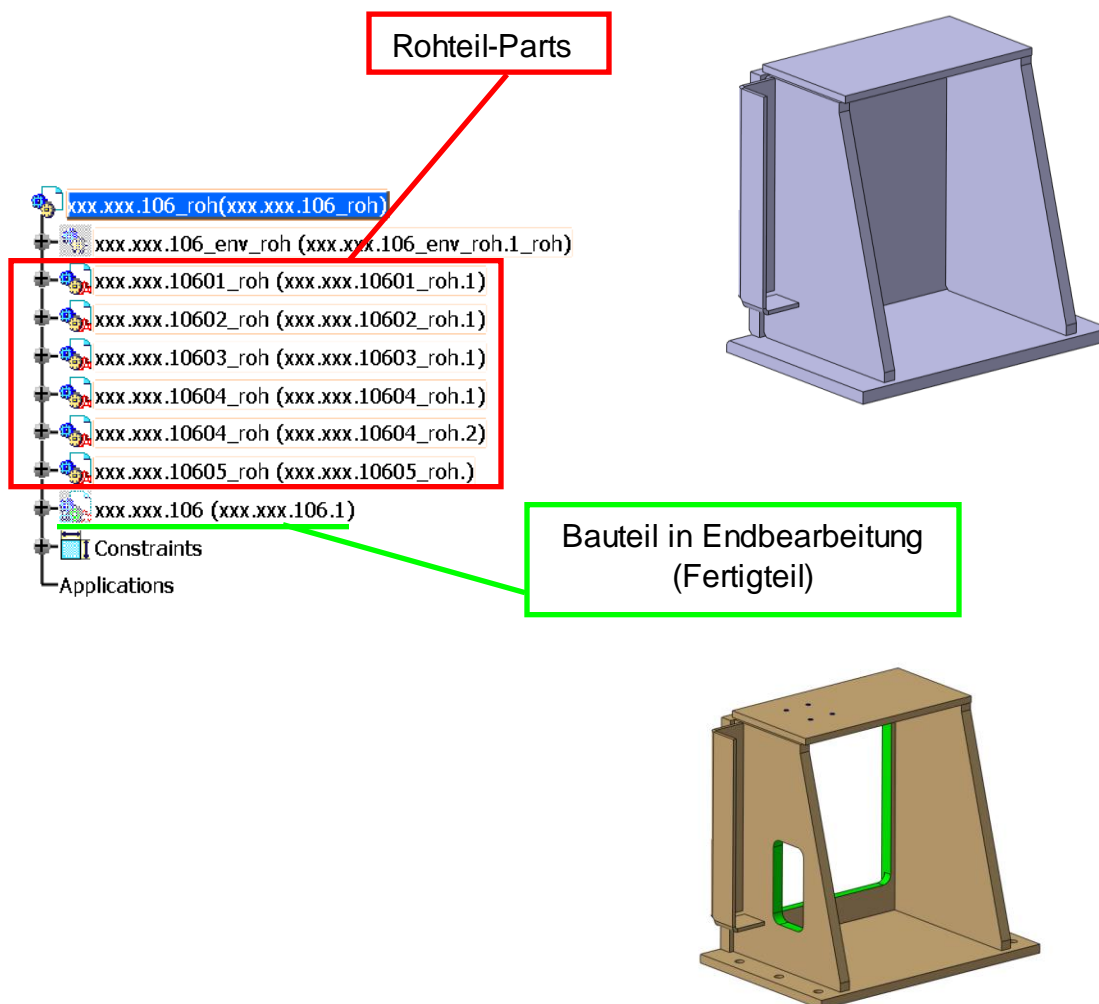 Rohteil-Parts
xxx.xxx.106_roh(xxx.xxx.106_roh)
xxx.xxx.106_env_roh (xxx.xxx.106_env_roh.1_roh)
xxx.xxx.10601_roh (xxx.xxx.10601_roh.1)
xxx.xxx.10602_roh (xxx.xxx.10602_roh.1)
xxx.xxx.10603_roh (xxx.xxx.10603_roh.1)
xxx.xxx.10604_roh (xxx.xxx.10604_roh.1)
xxx.xxx.10604_roh (xxx.xxx.10604_roh.2)
xxx.xxx.10605_roh (xxx.xxx.10605_roh.)
xxx.xxx.106 (xxx.xxx.106.1)
Constraints
Applications
Bauteil in Endbearbeitung
(Fertigteil)